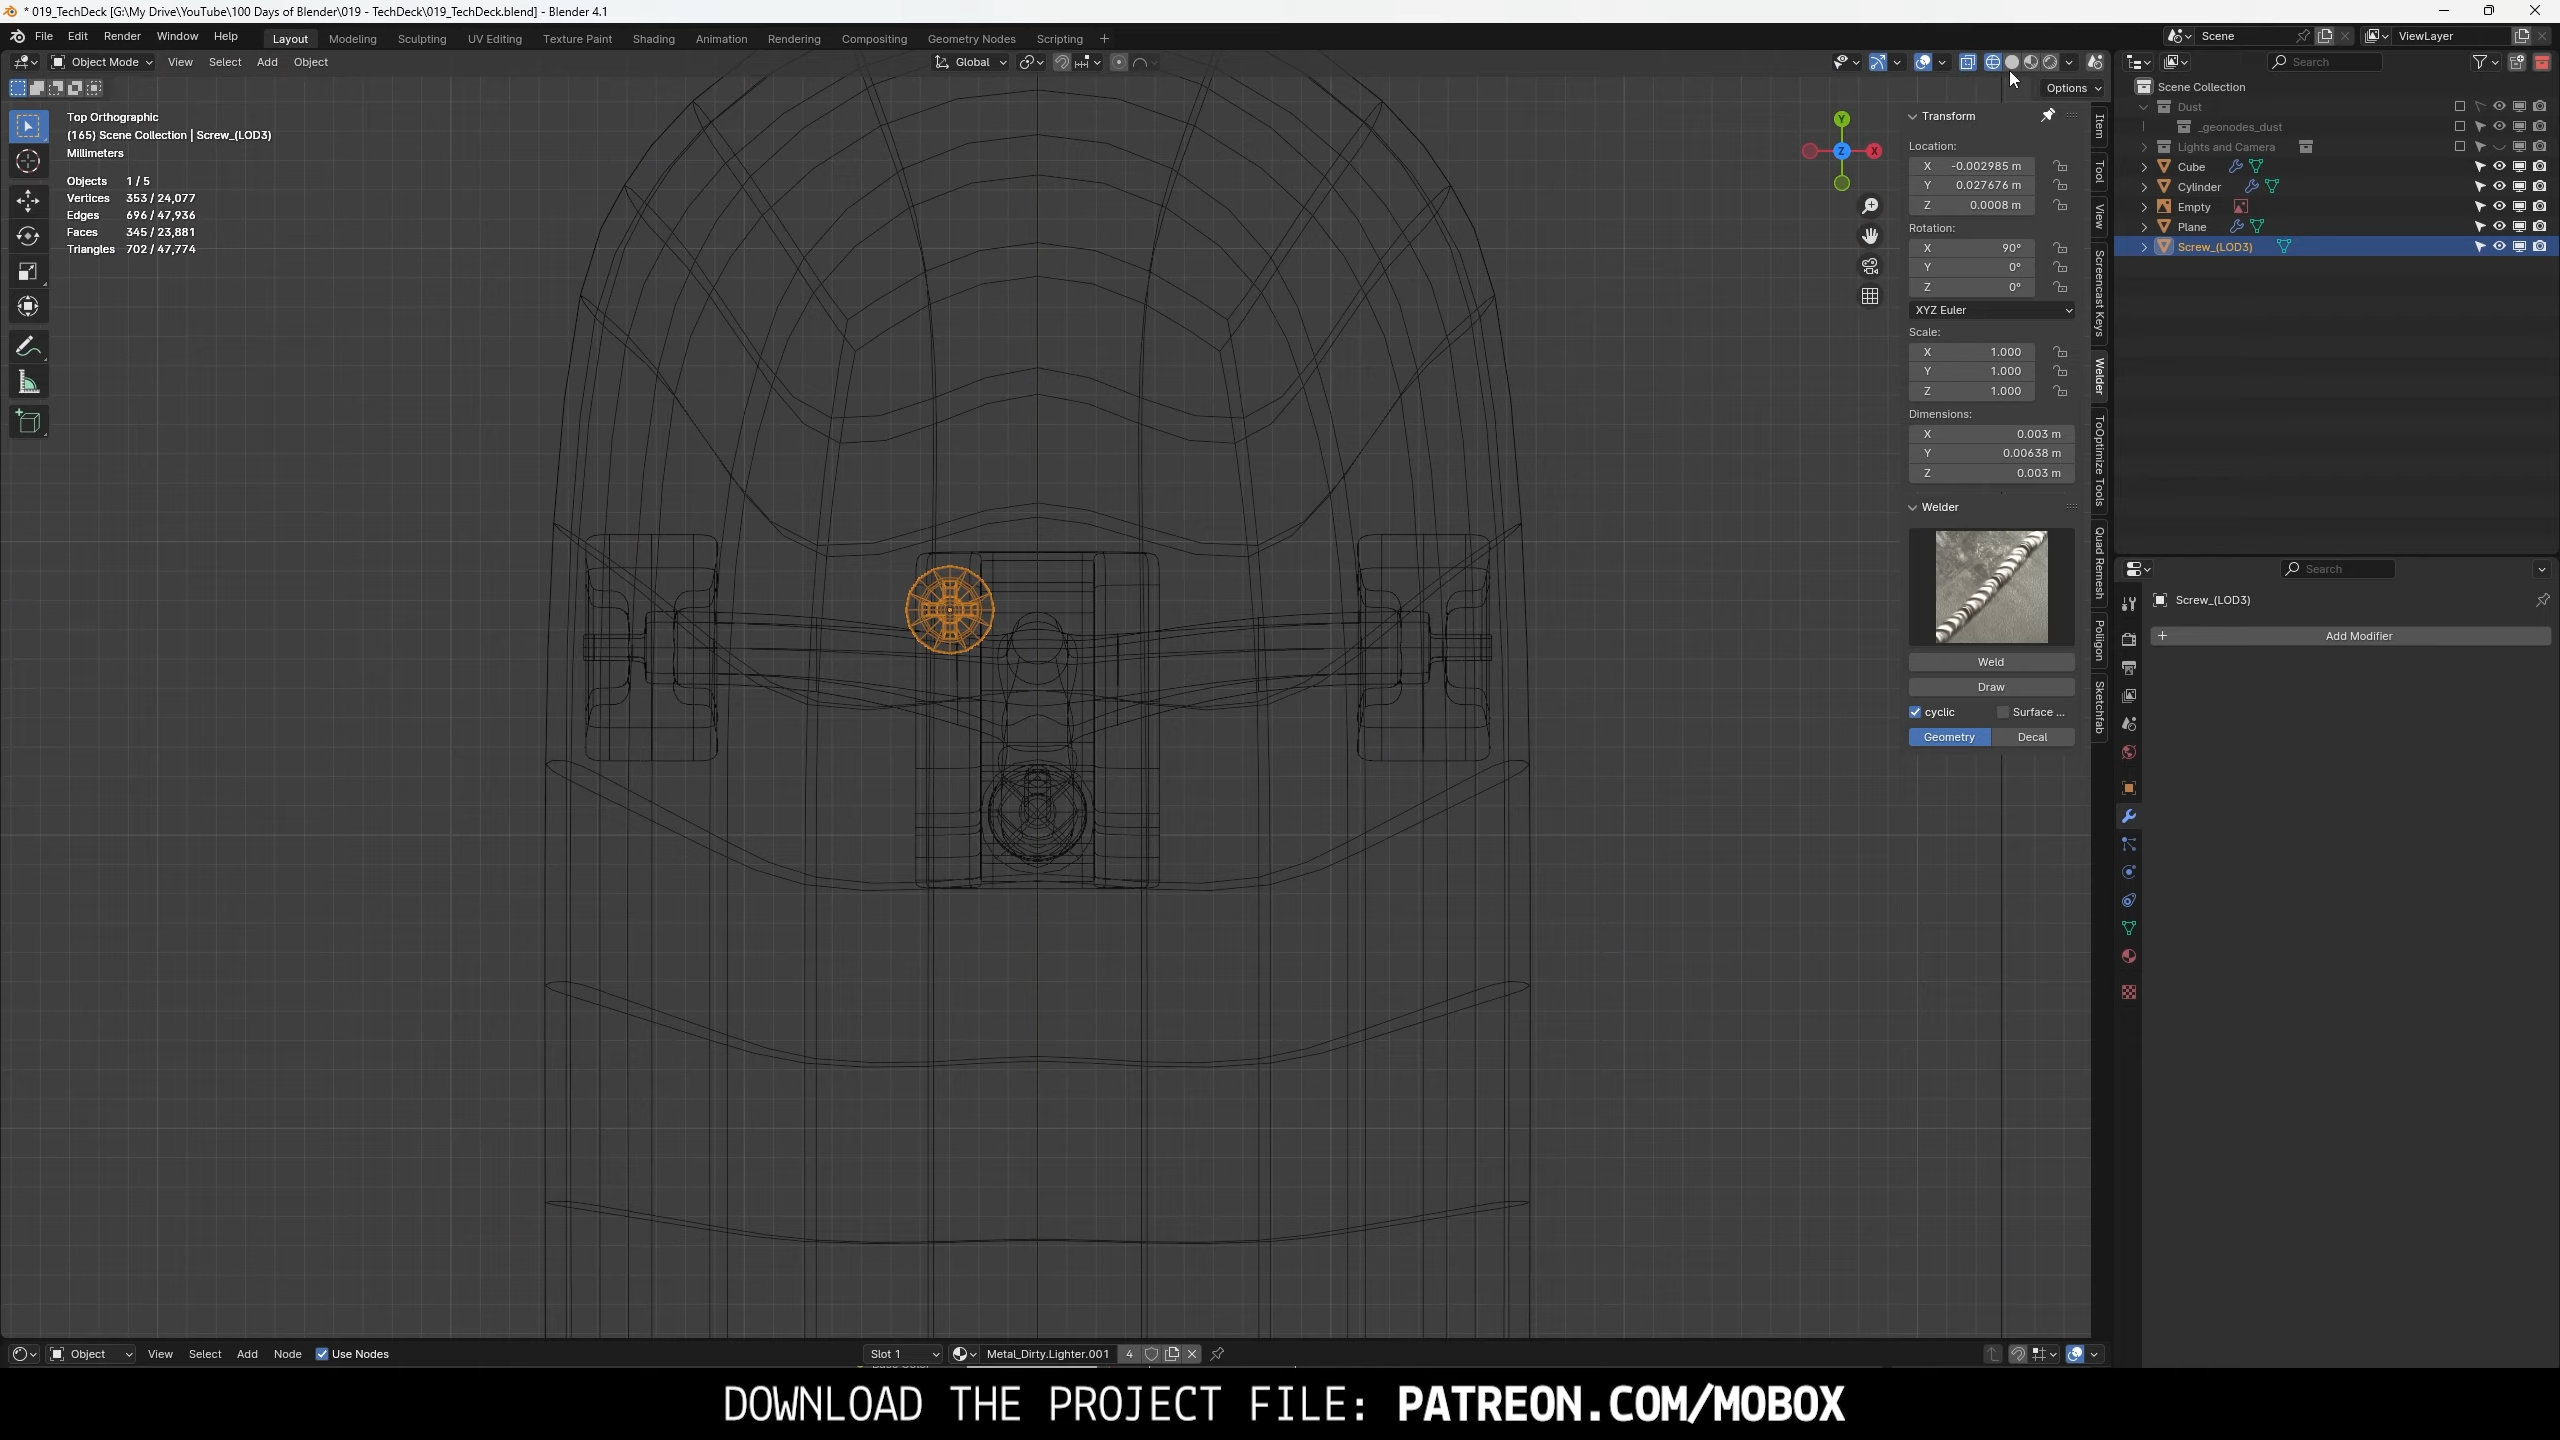 * 019_TechDeck [G:\My Drive\YouTube\100 Days of Blender\019 - TechDeck\019_TechDeck.blend] - Blender 4.1
File Edit Render Window Help Layout Modeling Sculpting UV Editing Texture Paint Shading Animation Rendering Compositing Geometry Nodes Scripting + Scene ViewLayer
Object Mode View Select Add Object Global Search
Options
Top Orthographic
(165) Scene Collection | Screw_(LOD3)
Millimeters
Objects 1 / 5
Vertices 353 / 24,077
Edges 696 / 47,936
Faces 345 / 23,881
Triangles 702 / 47,774
Y
Z
X
Transform
Location:
X -0.002985 m
Y 0.027676 m
Z 0.0008 m
Rotation:
X 90°
Y 0°
Z 0°
XYZ Euler
Scale:
X 1.000
Y 1.000
Z 1.000
Dimensions:
X 0.003 m
Y 0.00638 m
Z 0.003 m
Welder
Weld
Draw
cyclic Surface ...
Geometry Decal
Item
Tool
View
Screencast Keys
Welder
ToOptimize Tools
Quad Remesh
Poliigon
Sketchfab
Scene Collection
Dust
_geonodes_dust
Lights and Camera
Cube
Cylinder
Empty
Plane
Screw_(LOD3)
Search
Screw_(LOD3)
+ Add Modifier
Object View Select Add Node Use Nodes Slot 1 Metal_Dirty.Lighter.001 4
DOWNLOAD THE PROJECT FILE: PATREON.COM/MOBOX